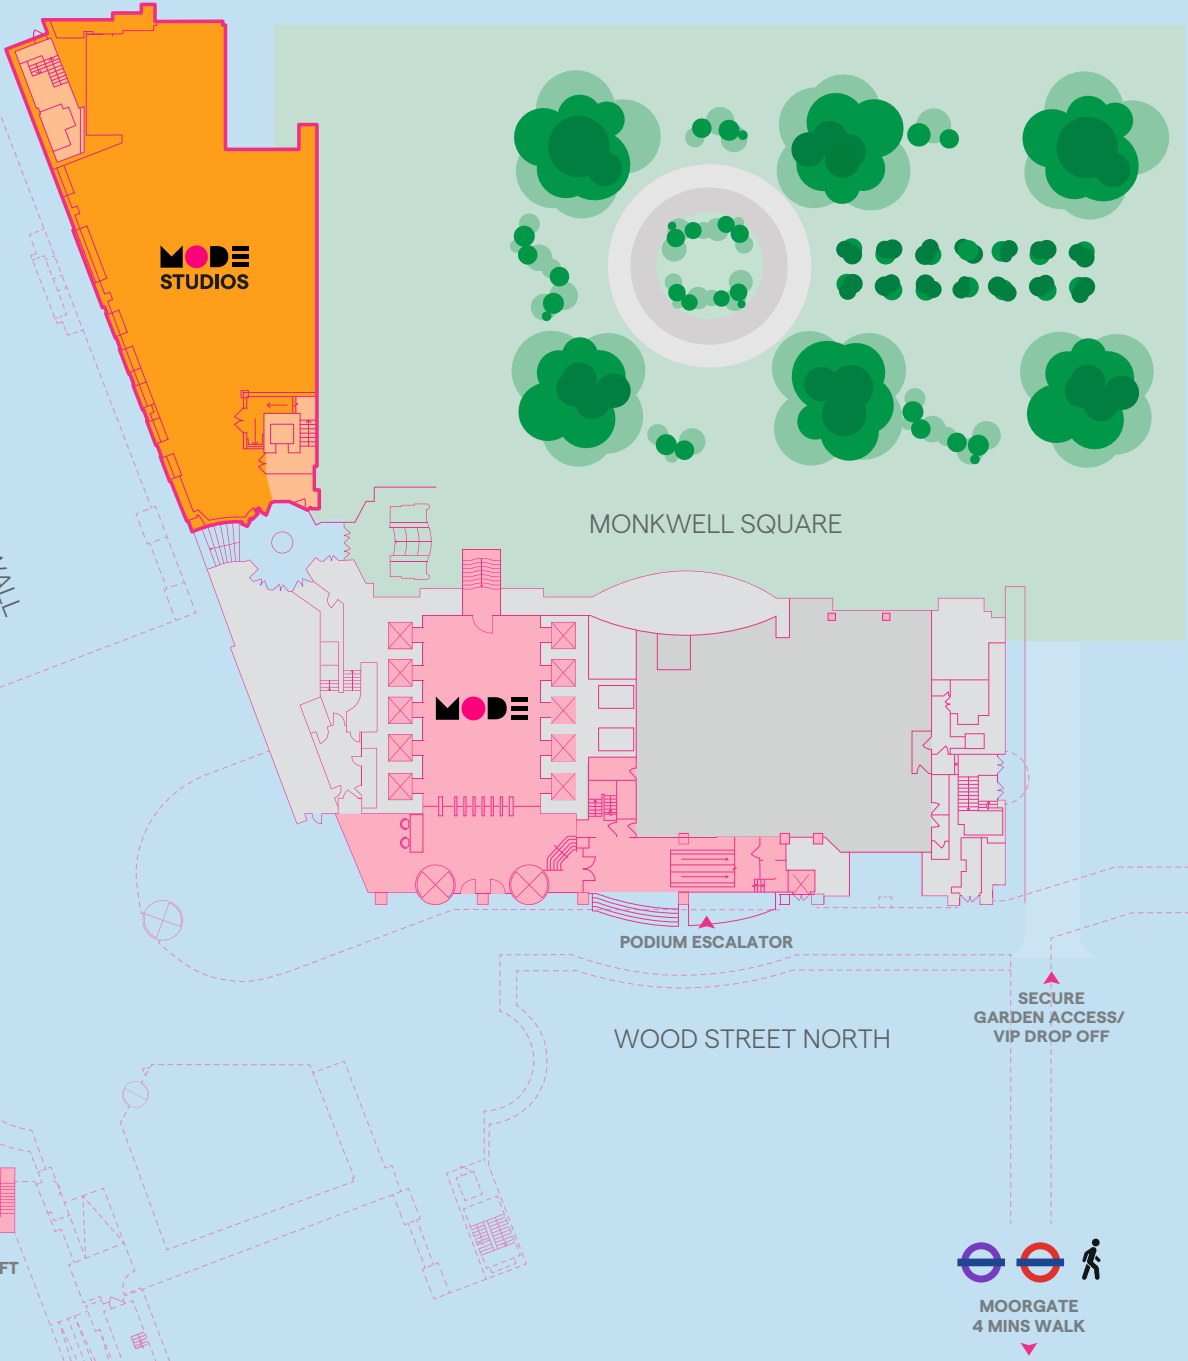 MODE
STUDIOS
MONKWELL SQUARE
MODE
PODIUM ESCALATOR
SECURE
GARDEN ACCESS/
VIP DROP OFF
WOOD STREET NORTH
MOORGATE
4 MINS WALK